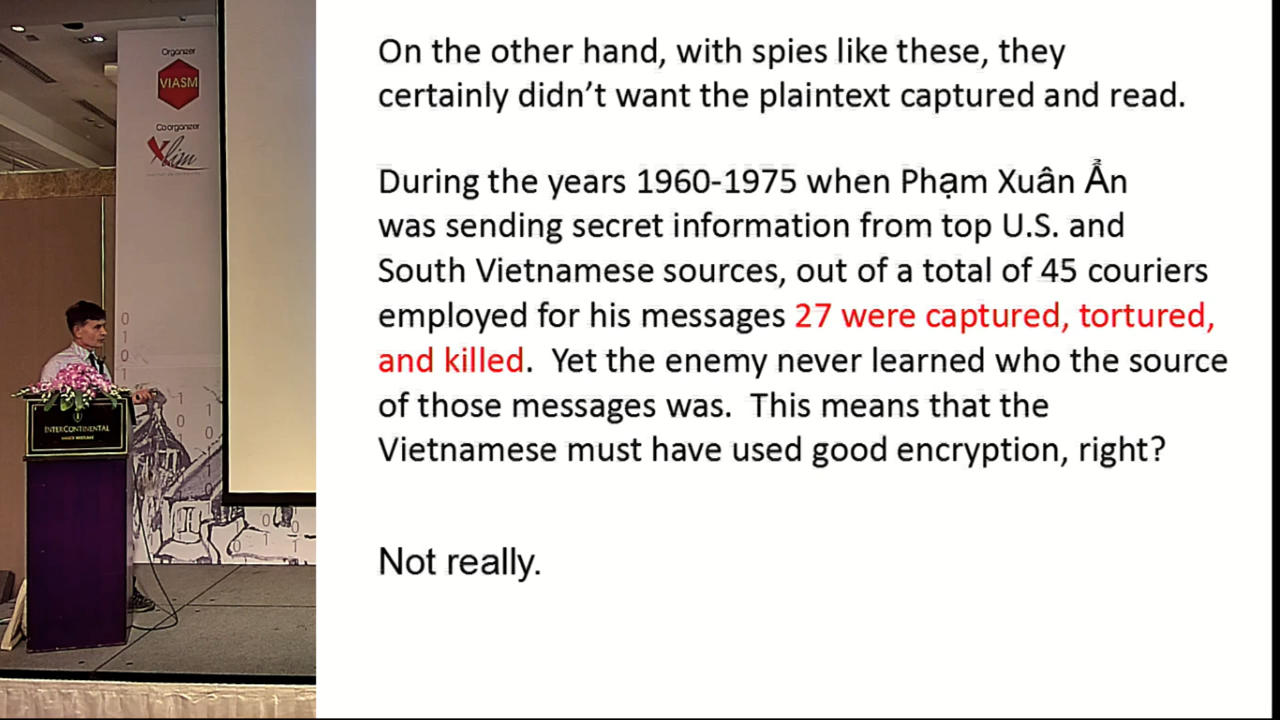 Organizer
VIASM
Co-organizer
Xlim
INTERCONTINENTAL
On the other hand, with spies like these, they
certainly didn’t want the plaintext captured and read.
During the years 1960-1975 when Phạm Xuân Ẩn
was sending secret information from top U.S. and
South Vietnamese sources, out of a total of 45 couriers
employed for his messages 27 were captured, tortured,
and killed. Yet the enemy never learned who the source
of those messages was. This means that the
Vietnamese must have used good encryption, right?
Not really.